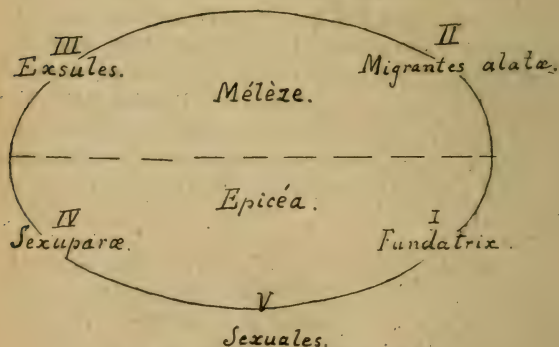 III
Exsules.
II
Migrantes alatæ.
Mélèze.
Epicéa.
IV
Sexuparæ.
I
Fundatrix.
V
Sexuales.